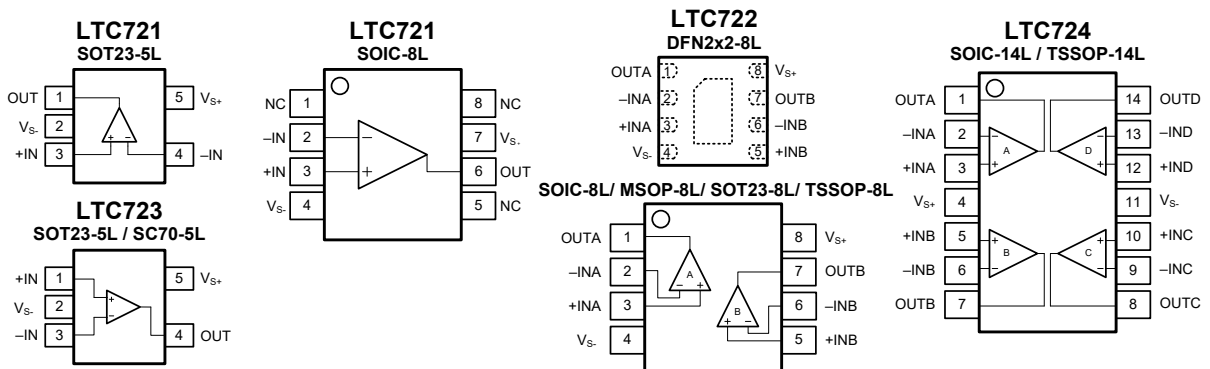 LTC721
SOT23-5L
OUT 1 5 VS+
VS- 2
+IN 3 4 –IN
+ –
LTC723
SOT23-5L / SC70-5L
+IN 1 5 VS+
VS- 2
–IN 3 4 OUT
+
–
LTC721
SOIC-8L
NC 1 8 NC
–IN 2 7 VS.
+IN 3 6 OUT
VS- 4 5 NC
–
+
LTC722
DFN2x2-8L
OUTA 1 8 VS+
–INA 2 7 OUTB
+INA 3 6 –INB
VS- 4 5 +INB
SOIC-8L/ MSOP-8L/ SOT23-8L/ TSSOP-8L
OUTA 1 8 VS+
–INA 2 7 OUTB
+INA 3 6 –INB
VS- 4 5 +INB
A
– +
B
+ –
LTC724
SOIC-14L / TSSOP-14L
OUTA 1 14 OUTD
–INA 2 – A D – 13 –IND
+INA 3 + + 12 +IND
VS+ 4 11 VS-
+INB 5 + + 10 +INC
–INB 6 – B C – 9 –INC
OUTB 7 8 OUTC